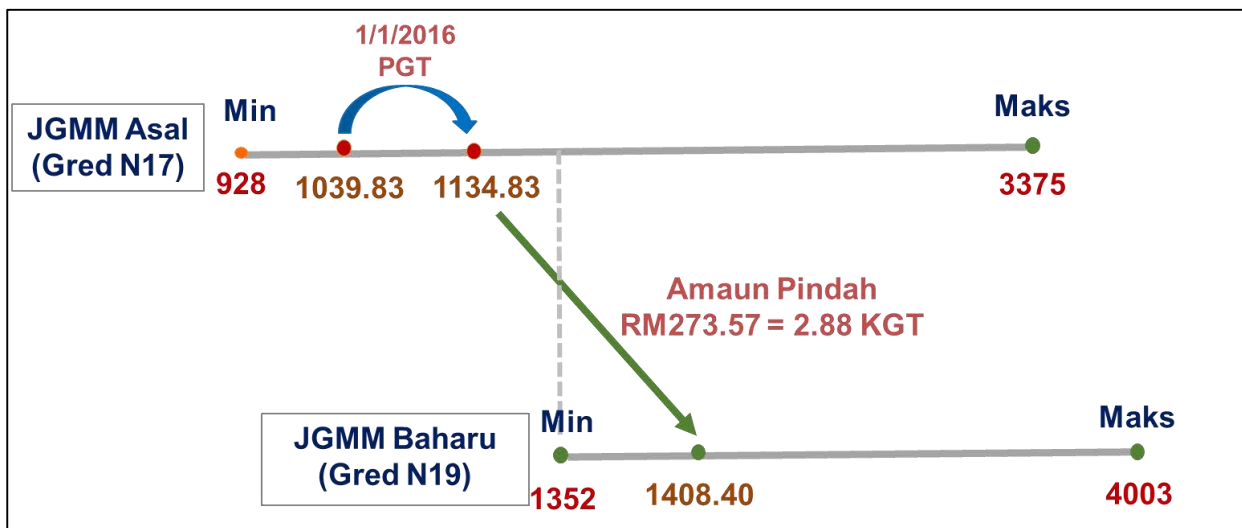 1/1/2016
PGT
JGMM Asal
(Gred N17)
Min
Maks
928
1039.83
1134.83
3375
Amaun Pindah
RM273.57 = 2.88 KGT
JGMM Baharu
(Gred N19)
Min
Maks
1352
1408.40
4003